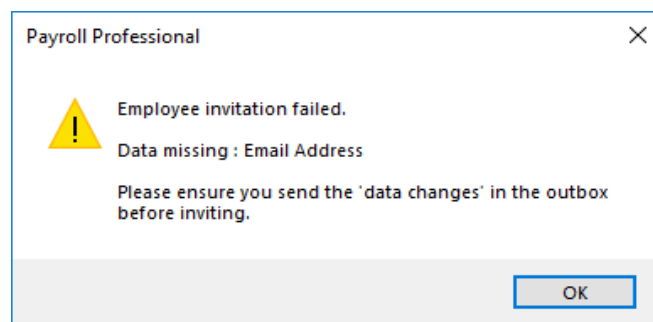 Payroll Professional
Employee invitation failed.
Data missing : Email Address
Please ensure you send the 'data changes' in the outbox
before inviting.
OK